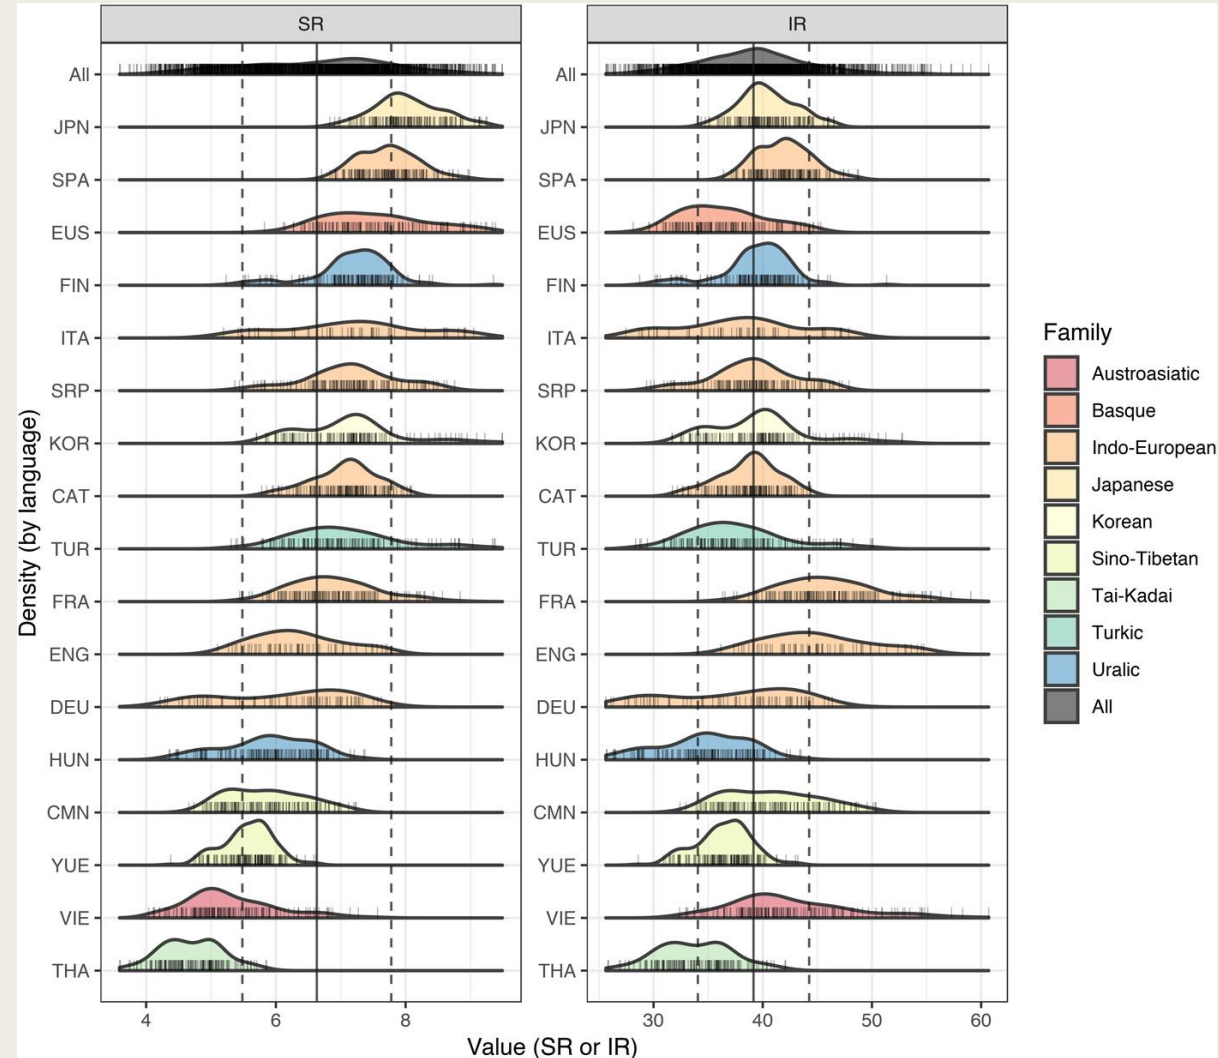 SR
IR
All
JPN
SPA
EUS
FIN
ITA
SRP
KOR
CAT
TUR
FRA
ENG
DEU
HUN
CMN
YUE
VIE
THA
All
JPN
SPA
EUS
FIN
ITA
SRP
KOR
CAT
TUR
FRA
ENG
DEU
HUN
CMN
YUE
VIE
THA
4 6 8
30 40 50 60
Value (SR or IR)
Density (by language)
Family
Austroasiatic
Basque
Indo-European
Japanese
Korean
Sino-Tibetan
Tai-Kadai
Turkic
Uralic
All